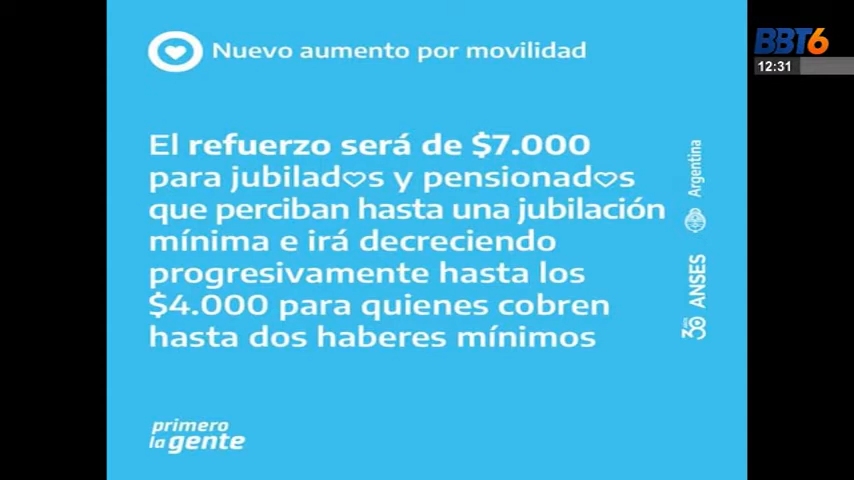 Nuevo aumento por movilidad
BBT6
12:31
El refuerzo será de $7.000
para jubilad♡s y pensionad♡s
que perciban hasta una jubilación
mínima e irá decreciendo
progresivamente hasta los
$4.000 para quienes cobren
hasta dos haberes mínimos
Argentina
30 ANSES
primero
la gente